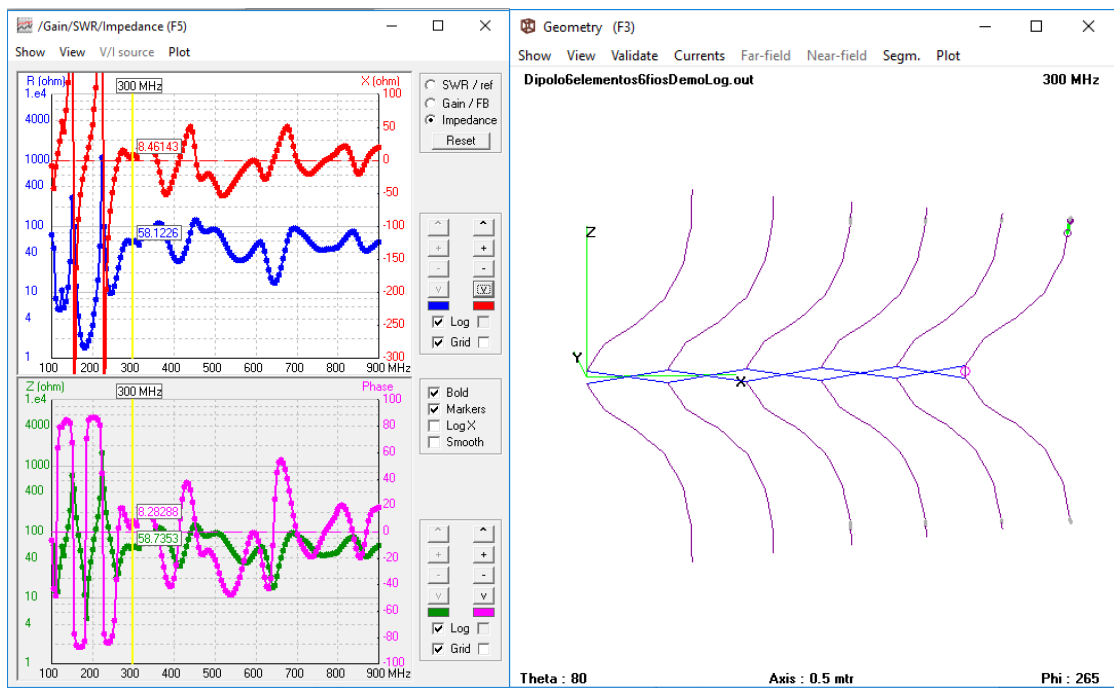 /Gain/SWR/Impedance (F5)
Show View V/I source Plot
R (ohm) 300 MHz X (ohm)
1.e4 100
4000 50
1000 8.46143 0
400 -50
100 58.1226 -100
40 -150
10 -200
4 -250
1 -300
100 200 300 400 500 600 700 800 MHz 900
SWR / ref
Gain / FB
Impedance
Reset
^ ^
+ +
- -
v v
Log
Grid
Z (ohm) 300 MHz Phase
1.e4 100
4000 80
1000 60
400 40
20
100 8.28288 0
58.7353
40 -20
10 -40
4 -60
-80
1 -100
100 200 300 400 500 600 700 800 MHz 900
Bold
Markers
Log X
Smooth
^ ^
+ +
- -
v v
Log
Grid
Geometry (F3)
Show View Validate Currents Far-field Near-field Segm. Plot
Dipolo6elementos6fiosDemoLog.out 300 MHz
Z
Y
X
Theta : 80 Axis : 0.5 mtr Phi : 265